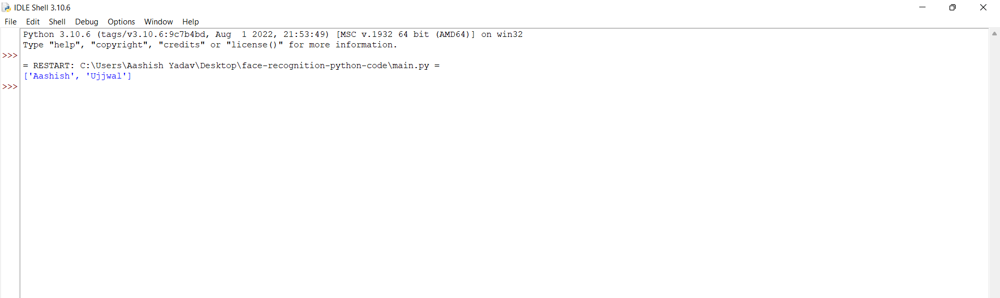 IDLE Shell 3.10.6
File Edit Shell Debug Options Window Help
Python 3.10.6 (tags/v3.10.6:9c7b4bd, Aug  1 2022, 21:53:49) [MSC v.1932 64 bit (AMD64)] on win32
Type "help", "copyright", "credits" or "license()" for more information.
>>>
= RESTART: C:\Users\Aashish Yadav\Desktop\face-recognition-python-code\main.py =
['Aashish', 'Ujjwal']
>>>